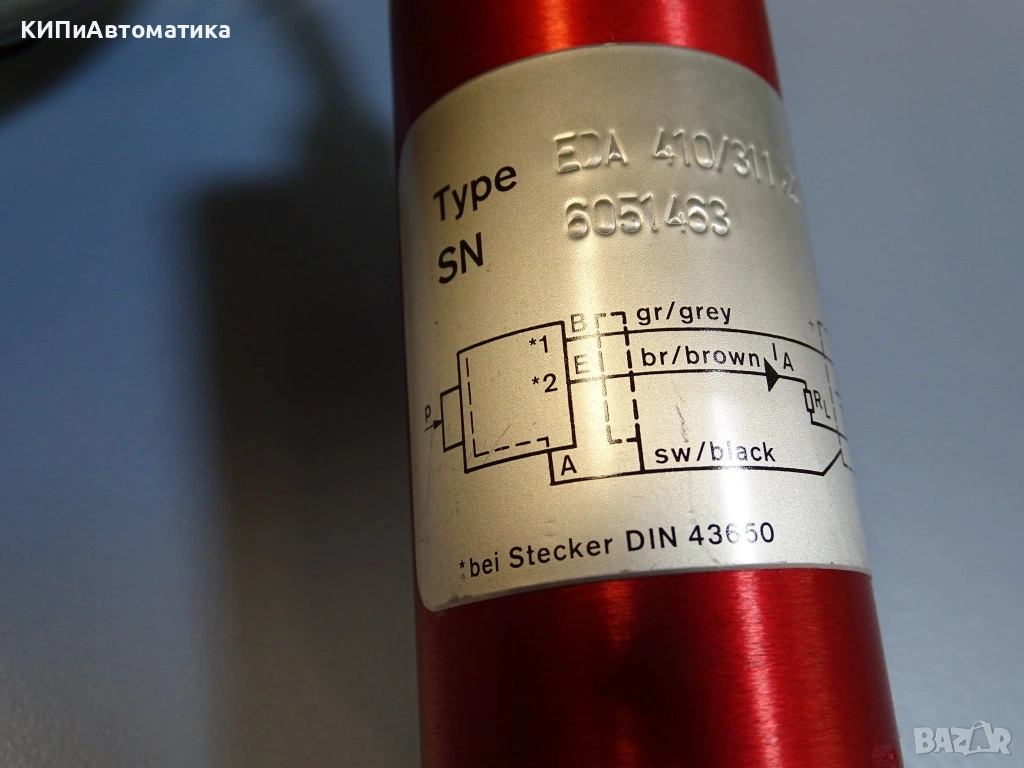 КИПиАвтоматика
Type EDA 410/311.
SN 6051463
B gr/grey +
*1
E br/brown I A
*2
p
R L
A sw/black
*bei Stecker DIN 43650
BAZAR